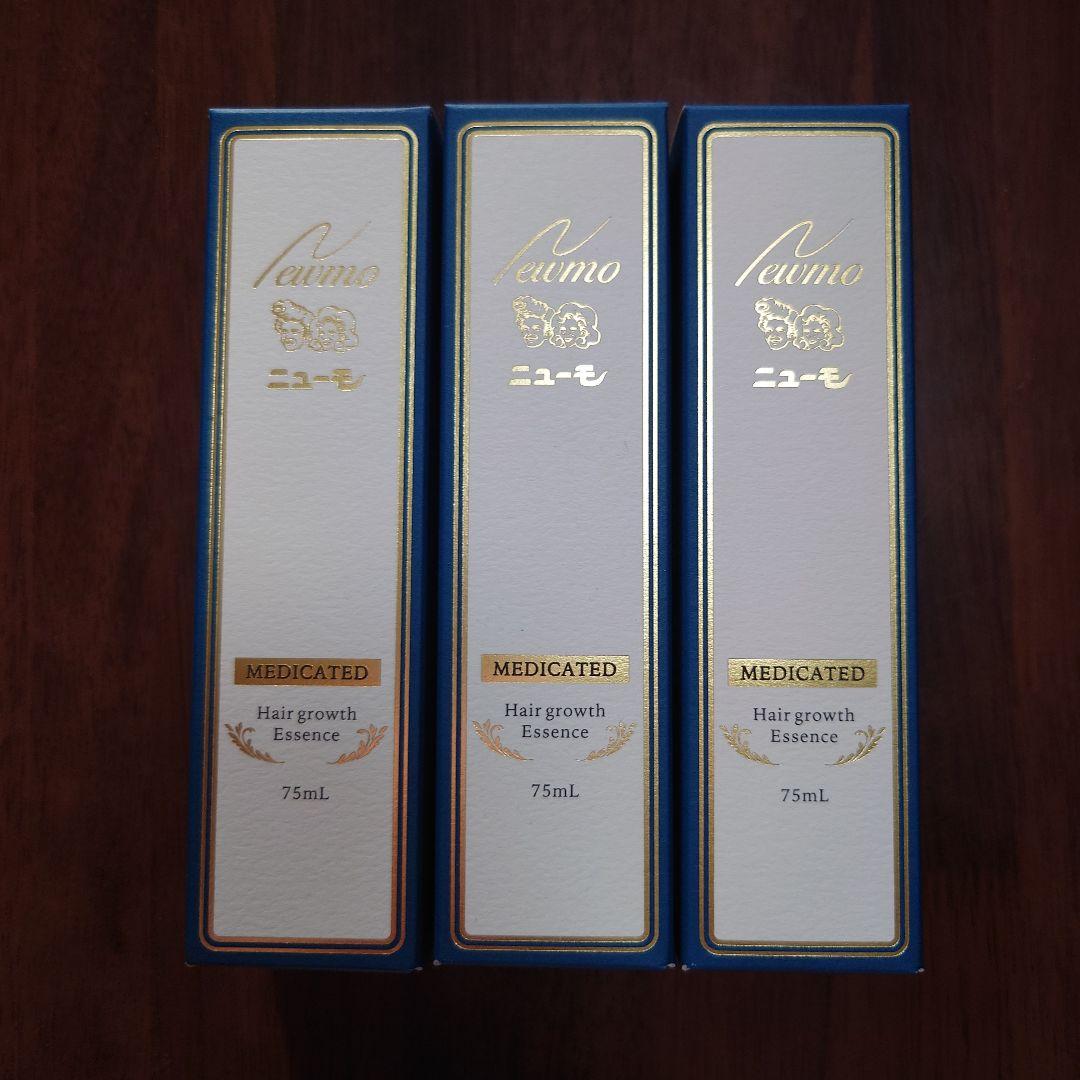 Newmo
ニューモ
MEDICATED
Hair growth
Essence
75mL
Newmo
ニューモ
MEDICATED
Hair growth
Essence
75mL
Newmo
ニューモ
MEDICATED
Hair growth
Essence
75mL